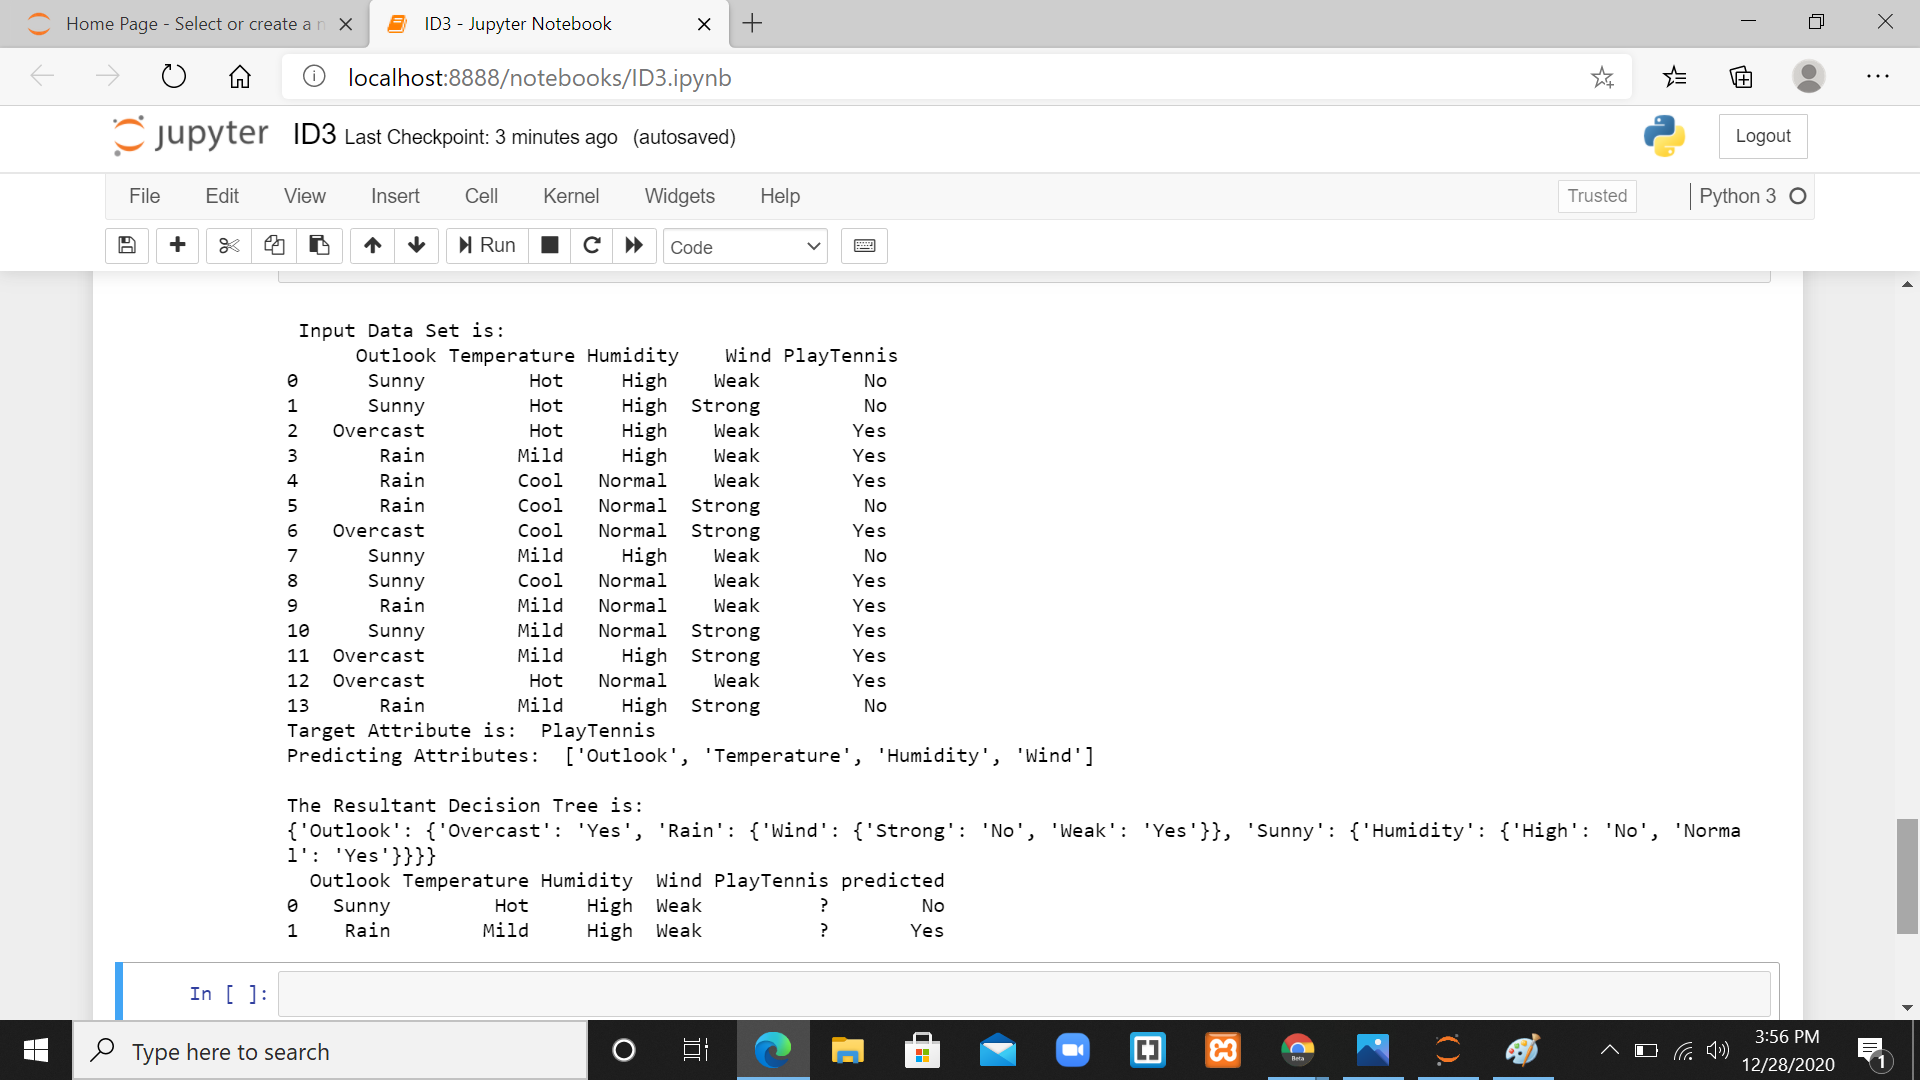 Home Page - Select or create a n
ID3 - Jupyter Notebook
localhost:8888/notebooks/ID3.ipynb
jupyter ID3 Last Checkpoint: 3 minutes ago (autosaved)
Logout
File Edit View Insert Cell Kernel Widgets Help
Trusted
Python 3
Run
Code
Input Data Set is:
Outlook Temperature Humidity Wind PlayTennis
0 Sunny Hot High Weak No
1 Sunny Hot High Strong No
2 Overcast Hot High Weak Yes
3 Rain Mild High Weak Yes
4 Rain Cool Normal Weak Yes
5 Rain Cool Normal Strong No
6 Overcast Cool Normal Strong Yes
7 Sunny Mild High Weak No
8 Sunny Cool Normal Weak Yes
9 Rain Mild Normal Weak Yes
10 Sunny Mild Normal Strong Yes
11 Overcast Mild High Strong Yes
12 Overcast Hot Normal Weak Yes
13 Rain Mild High Strong No
Target Attribute is: PlayTennis
Predicting Attributes: ['Outlook', 'Temperature', 'Humidity', 'Wind']
The Resultant Decision Tree is:
{'Outlook': {'Overcast': 'Yes', 'Rain': {'Wind': {'Strong': 'No', 'Weak': 'Yes'}}, 'Sunny': {'Humidity': {'High': 'No', 'Norma
l': 'Yes'}}}}
Outlook Temperature Humidity Wind PlayTennis predicted
0 Sunny Hot High Weak ? No
1 Rain Mild High Weak ? Yes
In [ ]:
Type here to search
Beta
3:56 PM
12/28/2020
1